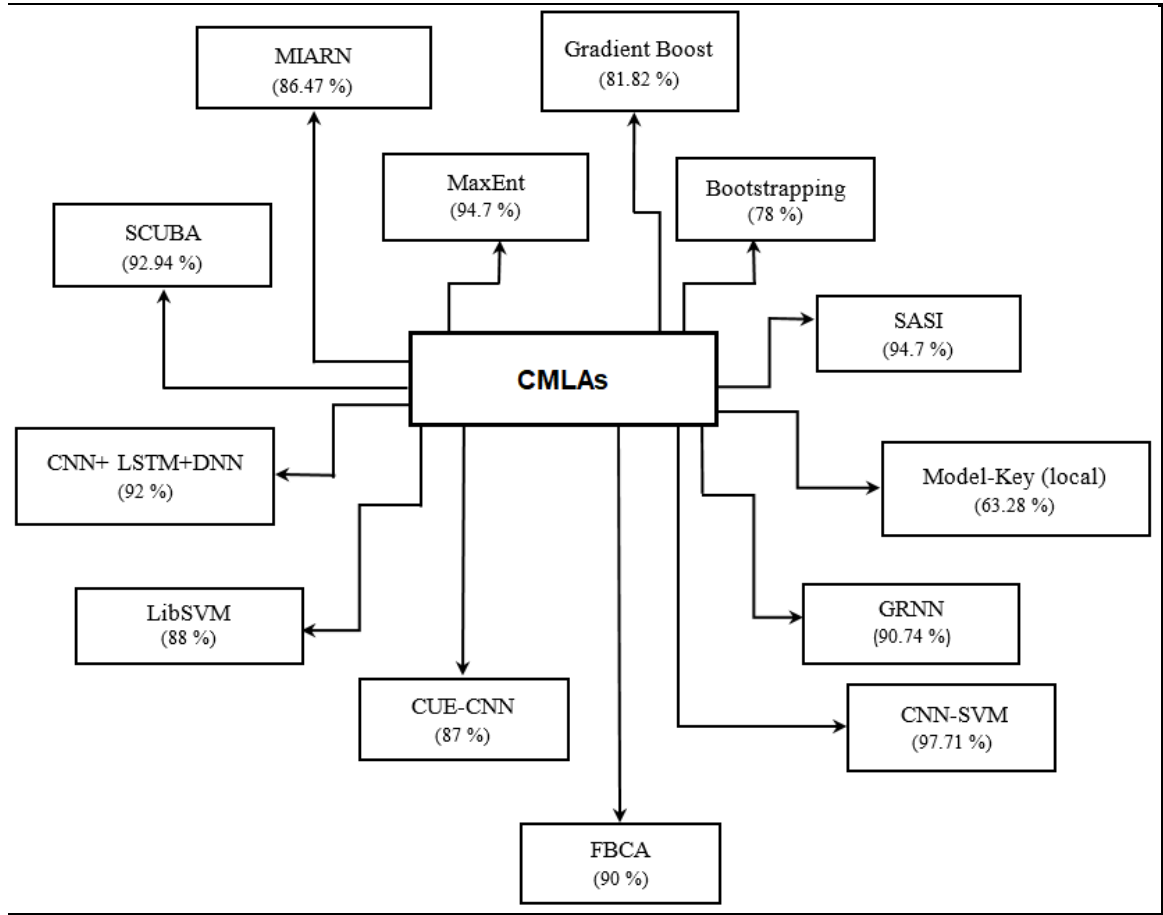 MIARN
(86.47 %)
Gradient Boost
(81.82 %)
MaxEnt
(94.7 %)
Bootstrapping
(78 %)
SCUBA
(92.94 %)
SASI
(94.7 %)
CMLAs
CNN+ LSTM+DNN
(92 %)
Model-Key (local)
(63.28 %)
LibSVM
(88 %)
GRNN
(90.74 %)
CUE-CNN
(87 %)
CNN-SVM
(97.71 %)
FBCA
(90 %)